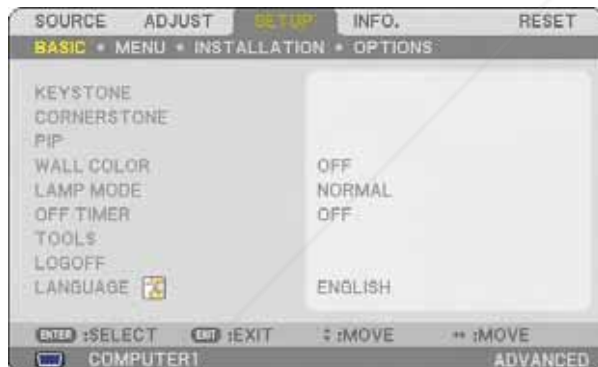 SOURCE ADJUST SETUP INFO. RESET
BASIC • MENU • INSTALLATION • OPTIONS
KEYSTONE
CORNERSTONE
PIP
WALL COLOR OFF
LAMP MODE NORMAL
OFF TIMER OFF
TOOLS
LOGOFF
LANGUAGE ENGLISH
ENTER :SELECT EXIT :EXIT ↕ :MOVE ↔ :MOVE
COMPUTER1 ADVANCED